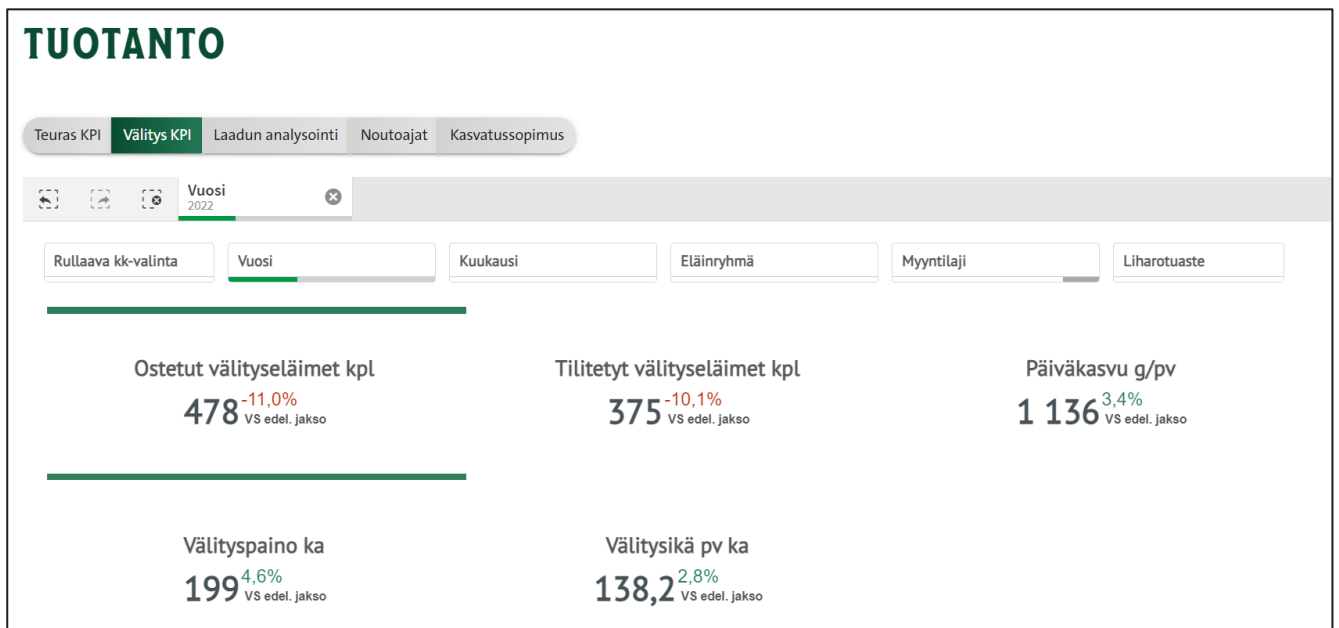 TUOTANTO
Teuras KPI Välitys KPI Laadun analysointi Noutoajat Kasvatussopimus
Vuosi
2022
Rullaava kk-valinta Vuosi Kuukausi Eläinryhmä Myyntilaji Liharotuaste
Ostetut välityseläimet kpl Tilitetyt välityseläimet kpl Päiväkasvu g/pv
478 -11,0% VS edel. jakso 375 -10,1% VS edel. jakso 1 136 3,4% VS edel. jakso
Välityspaino ka Välitysikä pv ka
199 4,6% VS edel. jakso 138,2 2,8% VS edel. jakso